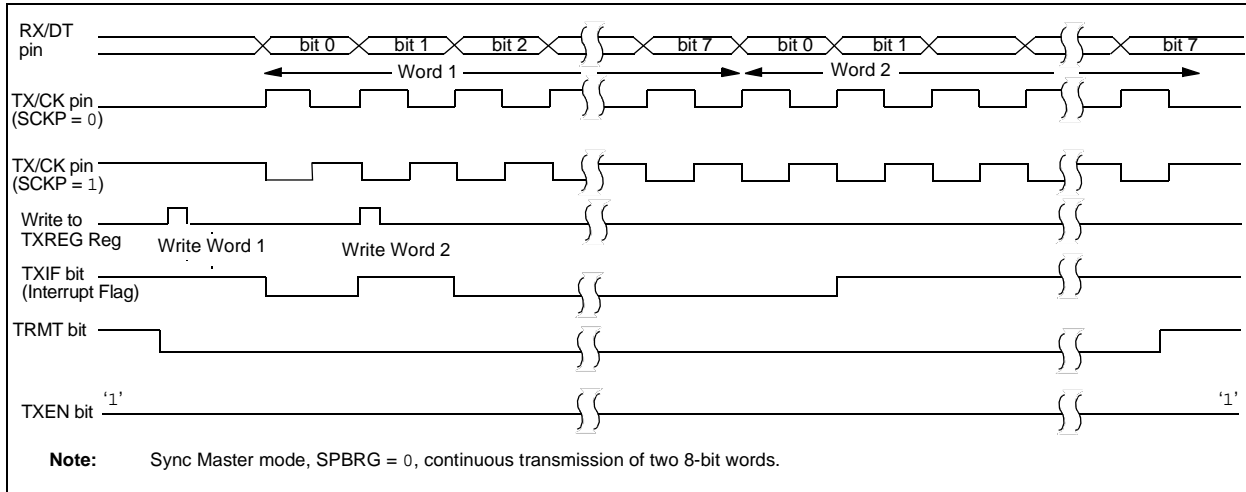 RX/DT
pin
bit 0 bit 1 bit 2 bit 7 bit 0 bit 1 bit 7
Word 1 Word 2
TX/CK pin
(SCKP = 0)
TX/CK pin
(SCKP = 1)
Write to
TXREG Reg
Write Word 1 Write Word 2
TXIF bit
(Interrupt Flag)
TRMT bit
TXEN bit ‘1’ ‘1’
Note: Sync Master mode, SPBRG = 0, continuous transmission of two 8-bit words.